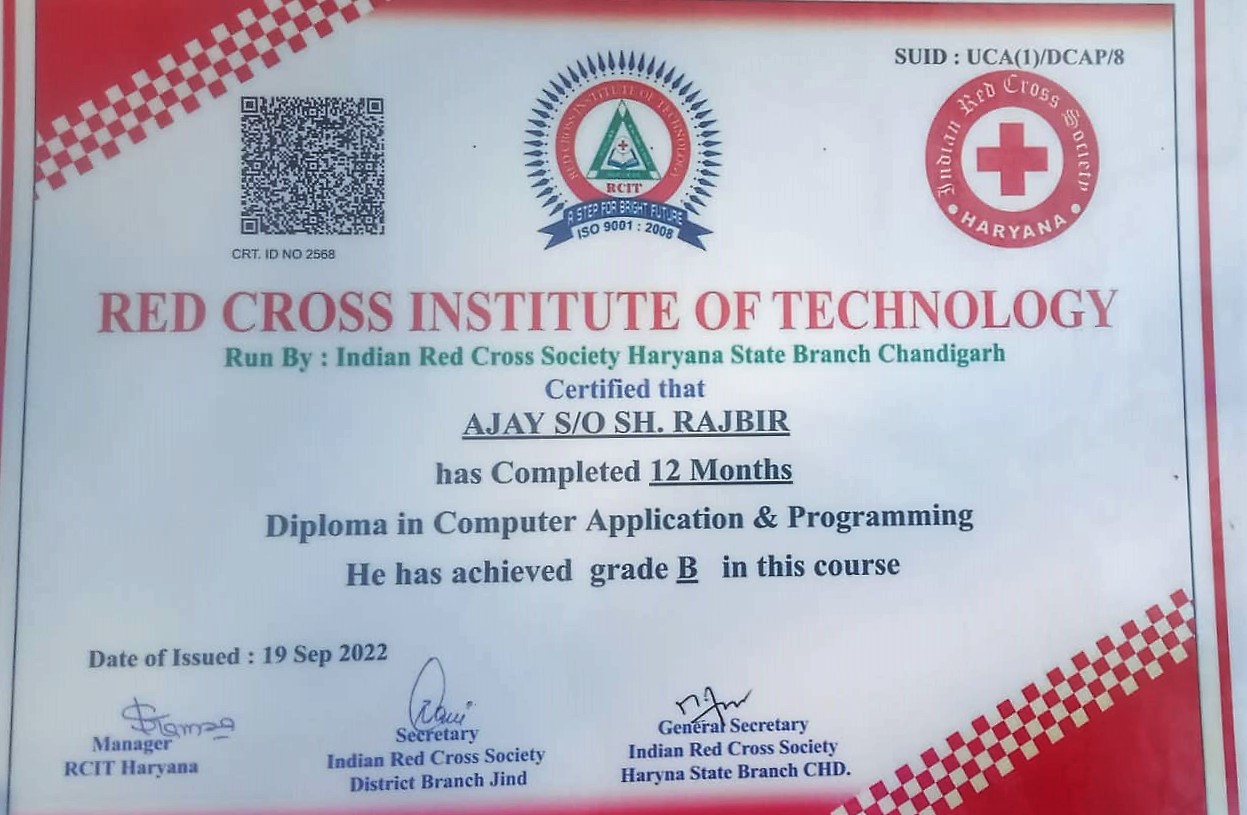 SUID : UCA(1)/DCAP/8
RED CROSS INSTITUTE OF TECHNOLOGY
RCIT
A STEP FOR BRIGHT FUTURE
ISO 9001 : 2008
Indian Red Cross Society
HARYANA
CRT. ID NO 2568
RED CROSS INSTITUTE OF TECHNOLOGY
Run By : Indian Red Cross Society Haryana State Branch Chandigarh
Certified that
AJAY S/O SH. RAJBIR
has Completed 12 Months
Diploma in Computer Application & Programming
He has achieved grade B in this course
Date of Issued : 19 Sep 2022
Manager
RCIT Haryana
Secretary
Indian Red Cross Society
District Branch Jind
General Secretary
Indian Red Cross Society
Haryna State Branch CHD.